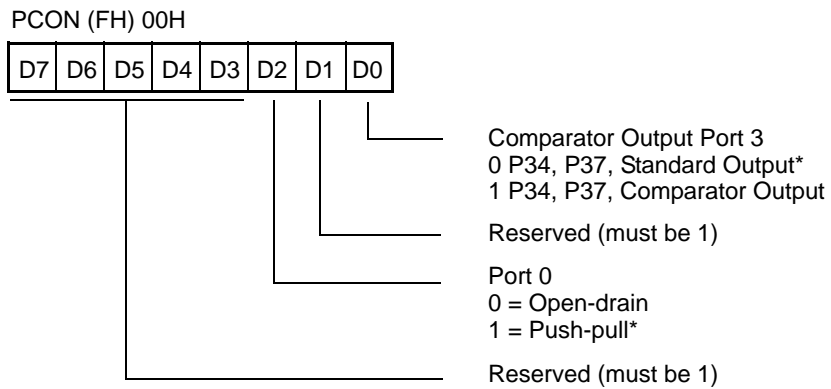 PCON (FH) 00H
D7 D6 D5 D4 D3 D2 D1 D0
Comparator Output Port 3
0 P34, P37, Standard Output*
1 P34, P37, Comparator Output
Reserved (must be 1)
Port 0
0 = Open-drain
1 = Push-pull*
Reserved (must be 1)